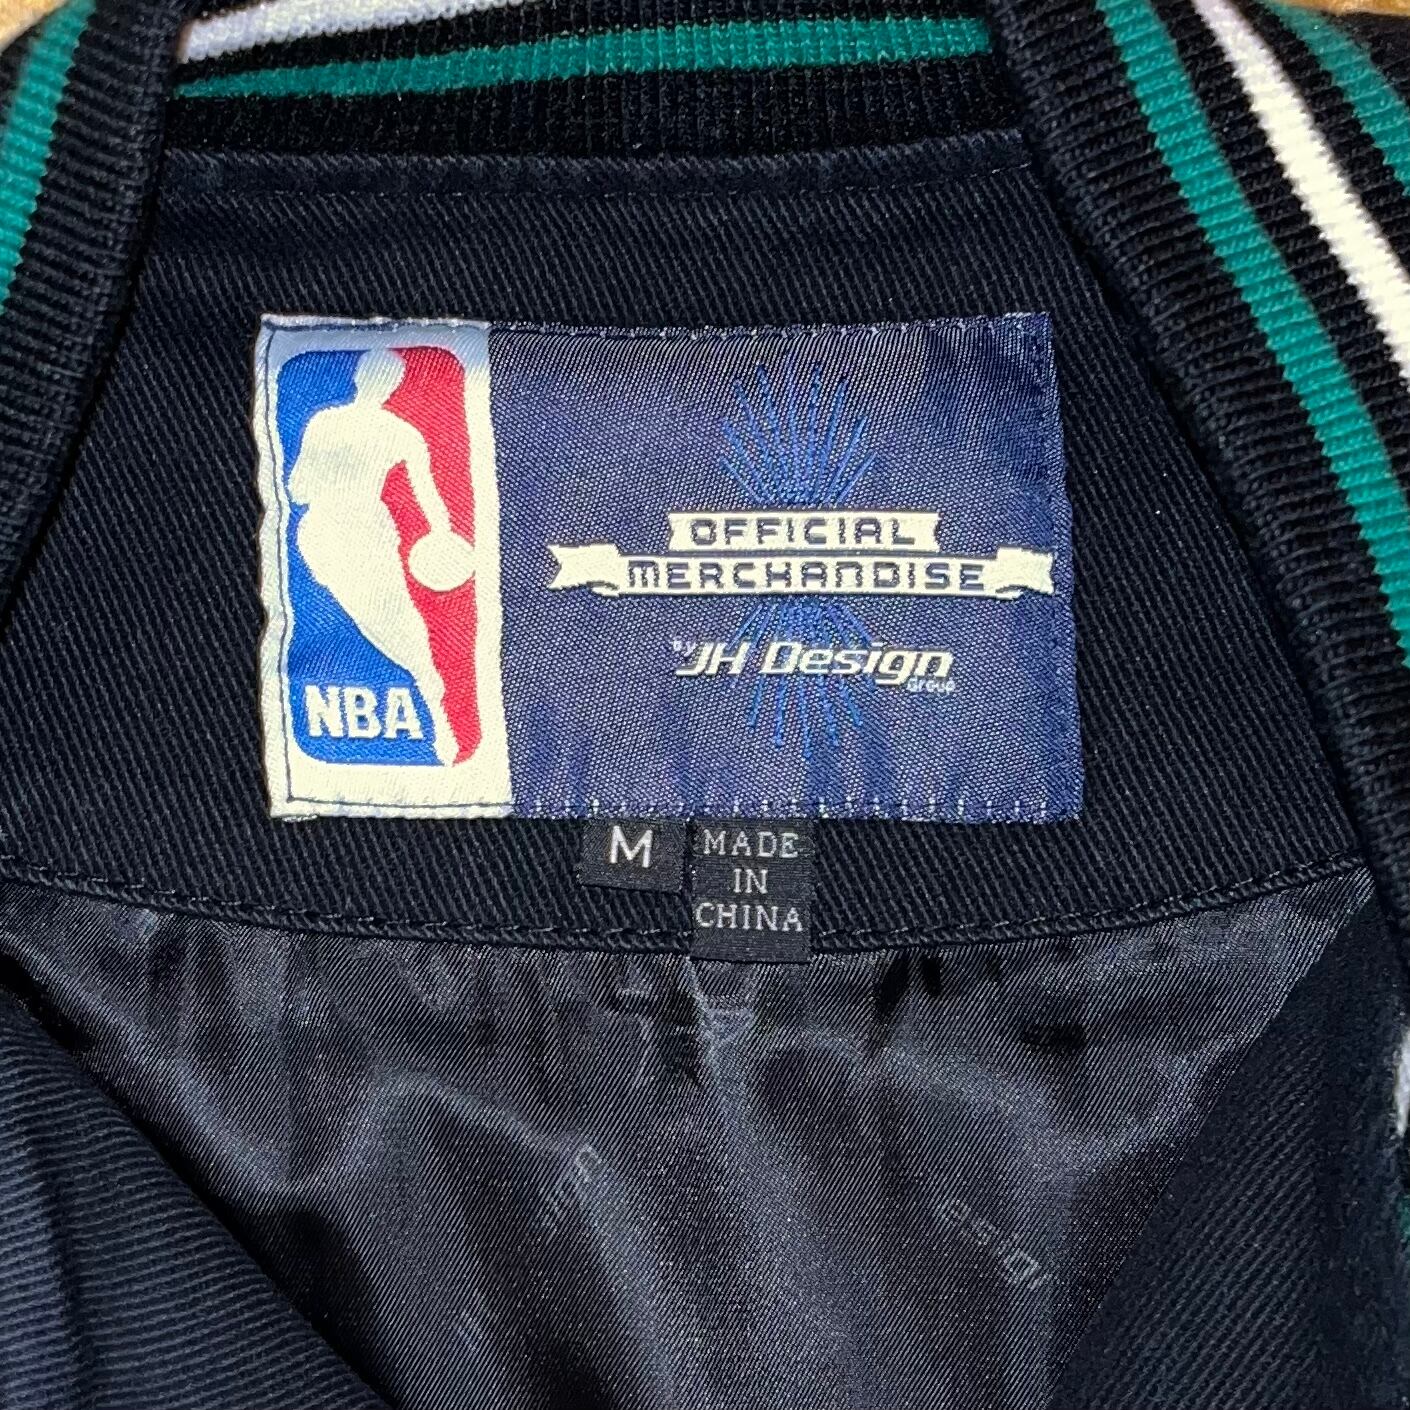 NBA
OFFICIAL
MERCHANDISE
by JH Design
Group
M
MADE
IN
CHINA